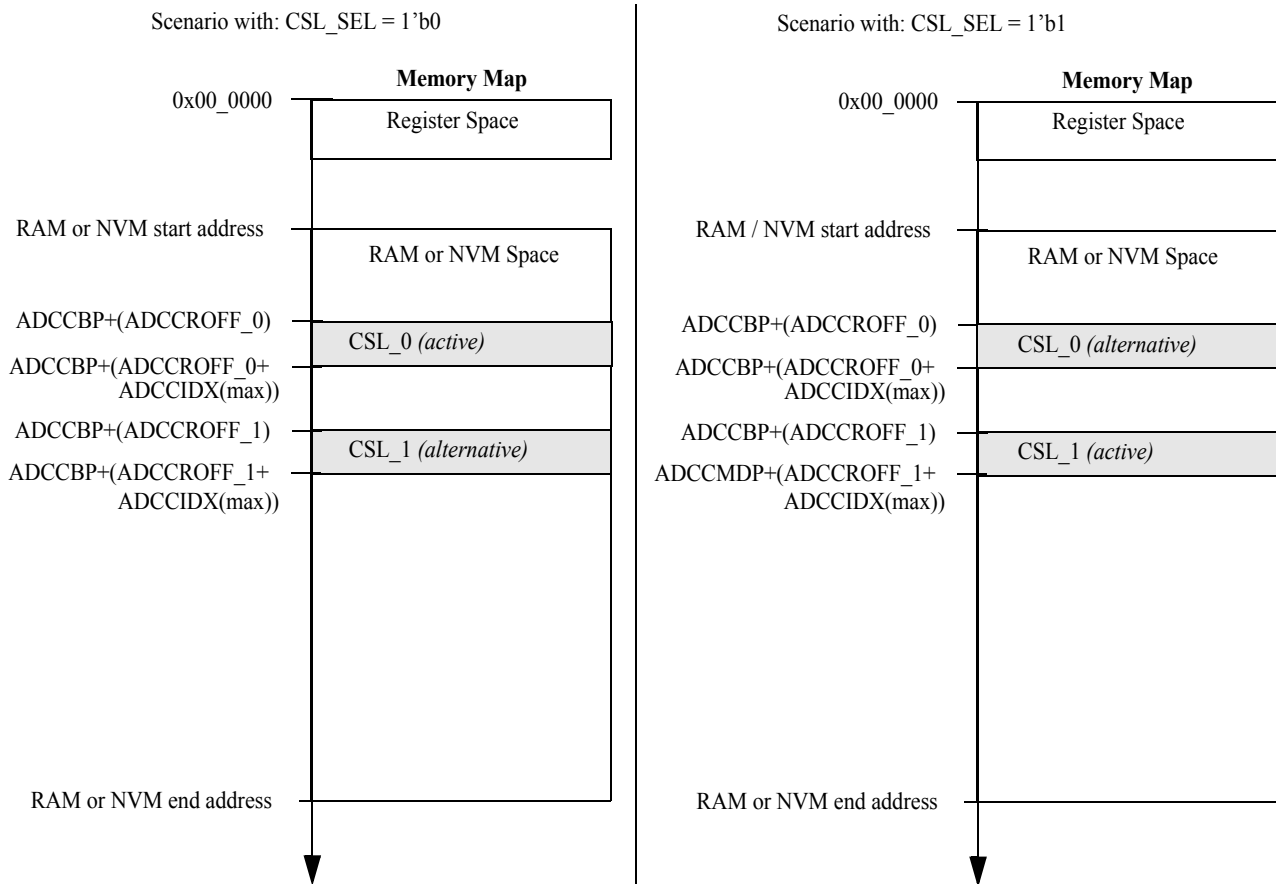 Scenario with: CSL_SEL = 1’b0
Memory Map
0x00_0000
Register Space
RAM or NVM start address
RAM or NVM Space
ADCCBP+(ADCCROFF_0)
CSL_0 (active)
ADCCBP+(ADCCROFF_0+
ADCCIDX(max))
ADCCBP+(ADCCROFF_1)
CSL_1 (alternative)
ADCCBP+(ADCCROFF_1+
ADCCIDX(max))
RAM or NVM end address
Scenario with: CSL_SEL = 1’b1
Memory Map
0x00_0000
Register Space
RAM / NVM start address
RAM or NVM Space
ADCCBP+(ADCCROFF_0)
CSL_0 (alternative)
ADCCBP+(ADCCROFF_0+
ADCCIDX(max))
ADCCBP+(ADCCROFF_1)
CSL_1 (active)
ADCCMDP+(ADCCROFF_1+
ADCCIDX(max))
RAM or NVM end address